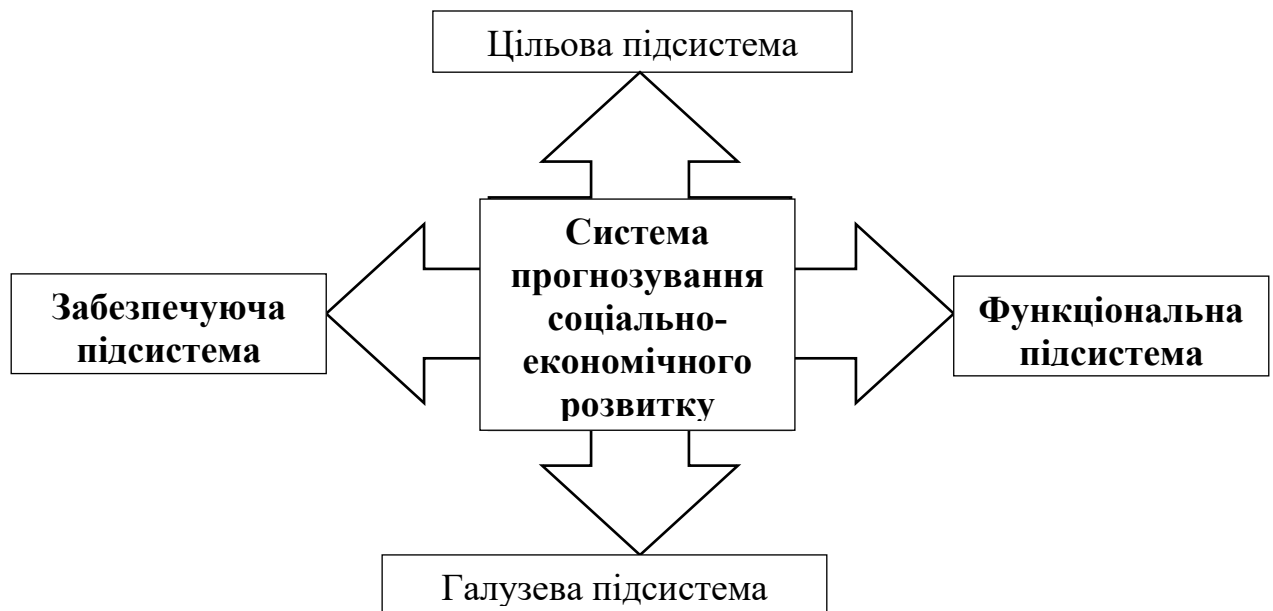 Цільова підсистема
Система
прогнозування
соціально-
економічного
розвитку
Забезпечуюча
підсистема
Функціональна
підсистема
Галузева підсистема